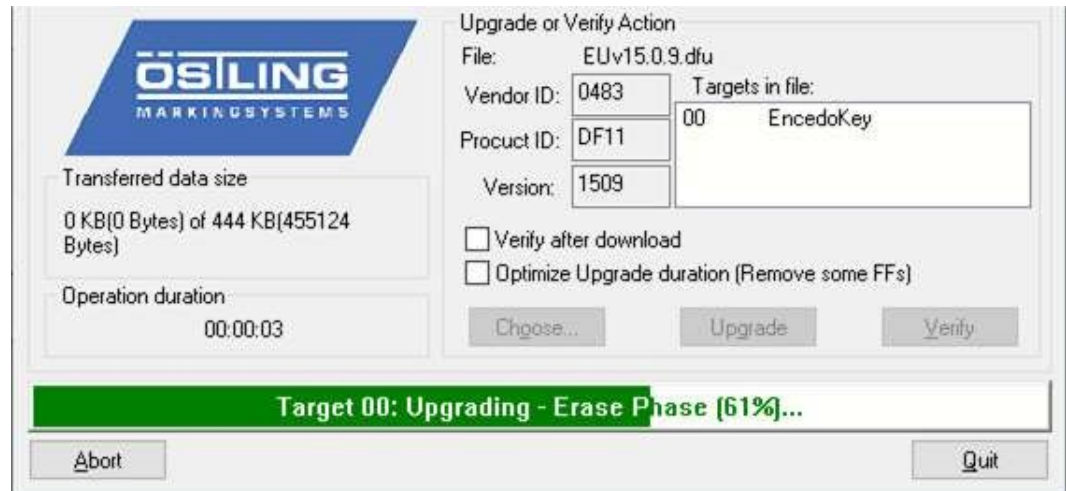 ÖSTLING
MARKINGSYSTEMS
Transferred data size
0 KB(0 Bytes) of 444 KB(455124
Bytes)
Operation duration
00:00:03
Upgrade or Verify Action
File: EUv15.0.9.dfu
Vendor ID: 0483
Procuct ID: DF11
Version: 1509
Targets in file:
00 EncedoKey
Verify after download
Optimize Upgrade duration (Remove some FFs)
Choose...
Upgrade
Verify
Target 00: Upgrading - Erase Phase (61%)...
Abort
Quit